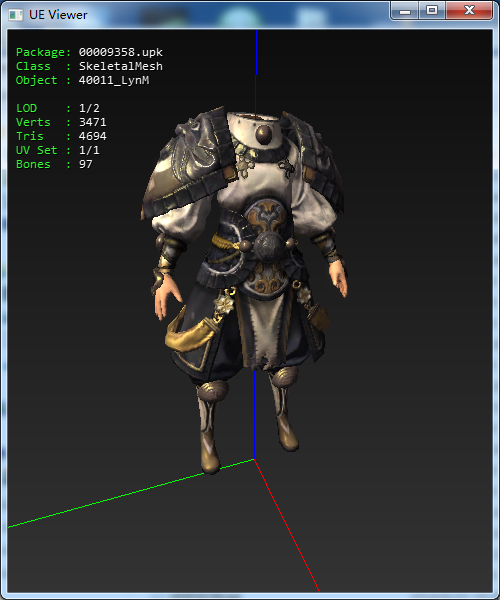 UE Viewer
Package: 00009358.upk
Class : SkeletalMesh
Object : 40011_LynM
LOD : 1/2
Verts : 3471
Tris : 4694
UV Set : 1/1
Bones : 97